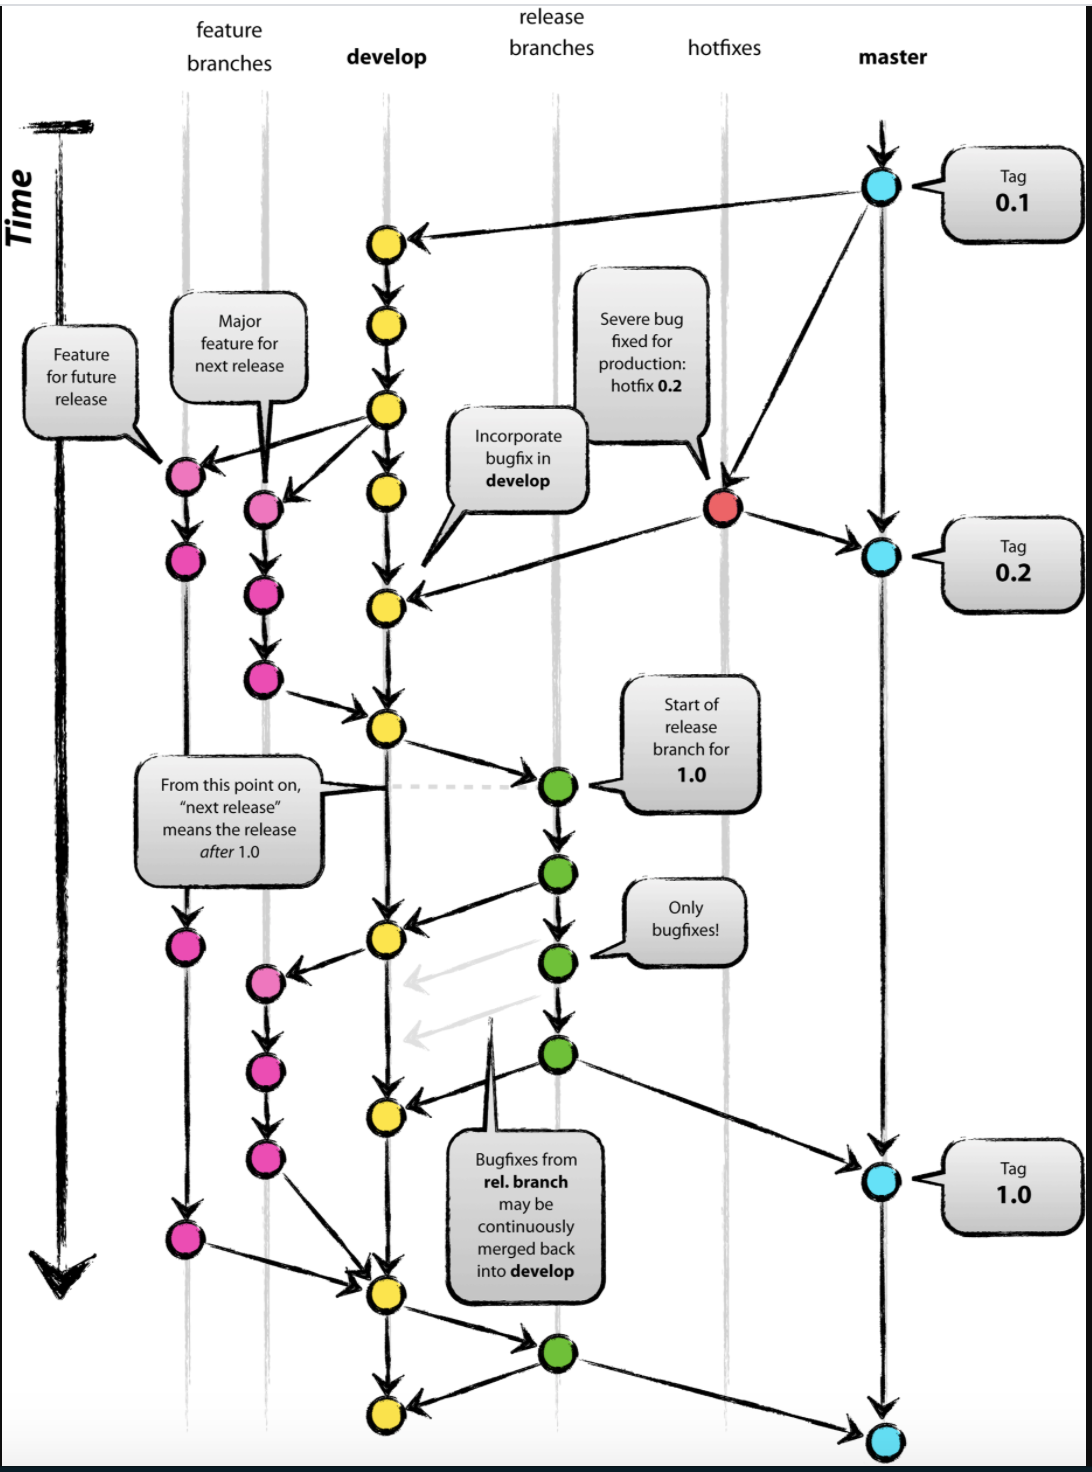 feature
branches
develop
release
branches
hotfixes
master
Time
Tag
0.1
Severe bug
fixed for
production:
hotfix 0.2
Major
feature for
next release
Feature
for future
release
Incorporate
bugfix in
develop
Tag
0.2
Start of
release
branch for
1.0
From this point on,
“next release”
means the release
after 1.0
Only
bugfixes!
Bugfixes from
rel. branch
may be
continuously
merged back
into develop
Tag
1.0